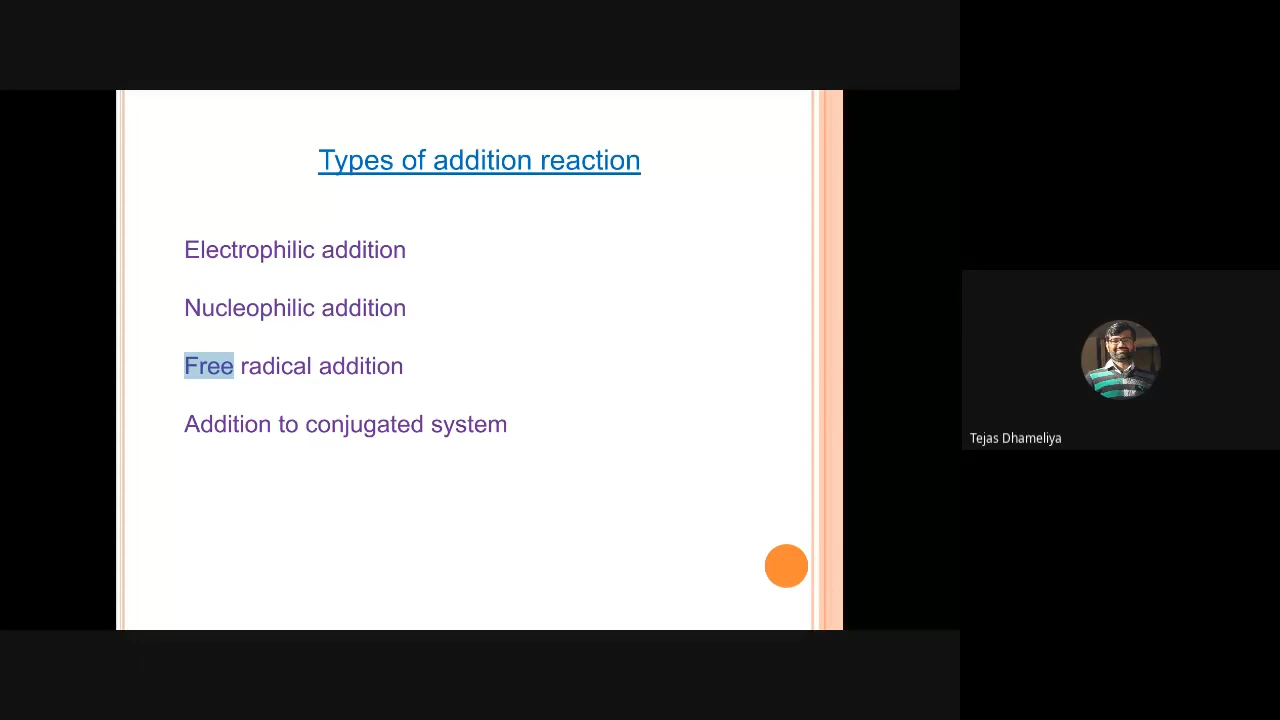 Types of addition reaction
Electrophilic addition
Nucleophilic addition
Free radical addition
Addition to conjugated system
Tejas Dhameliya